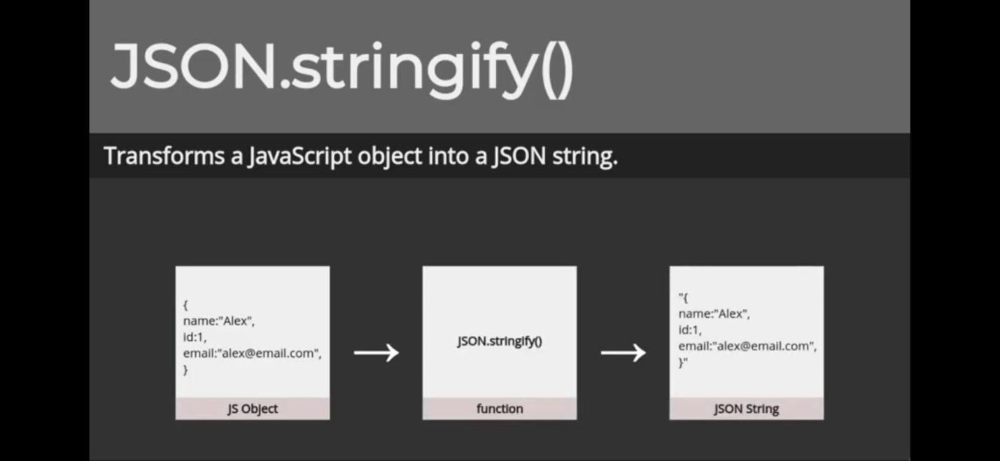 JSON.stringify()
Transforms a JavaScript object into a JSON string.
{
name:"Alex",
id:1,
email:"alex@email.com",
}
JS Object
JSON.stringify()
function
"{
name:"Alex",
id:1,
email:"alex@email.com",
}"
JSON String